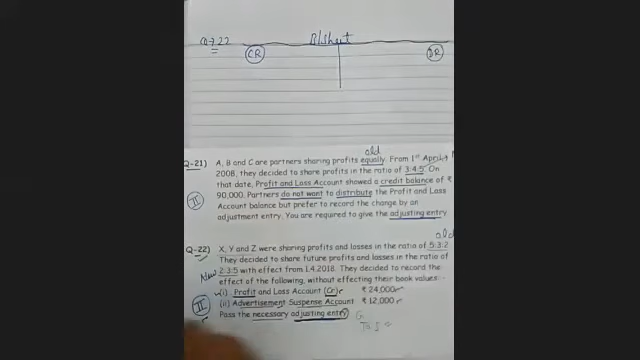 Q→22 B/Sheet
CR DR
old
Q-21) A, B and C are partners sharing profits equally. From 1st April,
2008, they decided to share profits in the ratio of 3:4:5. On
that date, Profit and Loss Account showed a credit balance of ₹
90,000. Partners do not want to distribute the Profit and Loss
II Account balance but prefer to record the change by an
adjustment entry. You are required to give the adjusting entry.
old
Q-22) X, Y and Z were sharing profits and losses in the ratio of 5:3:2.
They decided to share future profits and losses in the ratio of
New 2:3:5 with effect from 1.4.2018. They decided to record the
effect of the following, without effecting their book values:
(i) Profit and Loss Account (Cr) ₹ 24,000
II (ii) Advertisement Suspense Account ₹ 12,000
Pass the necessary adjusting entry